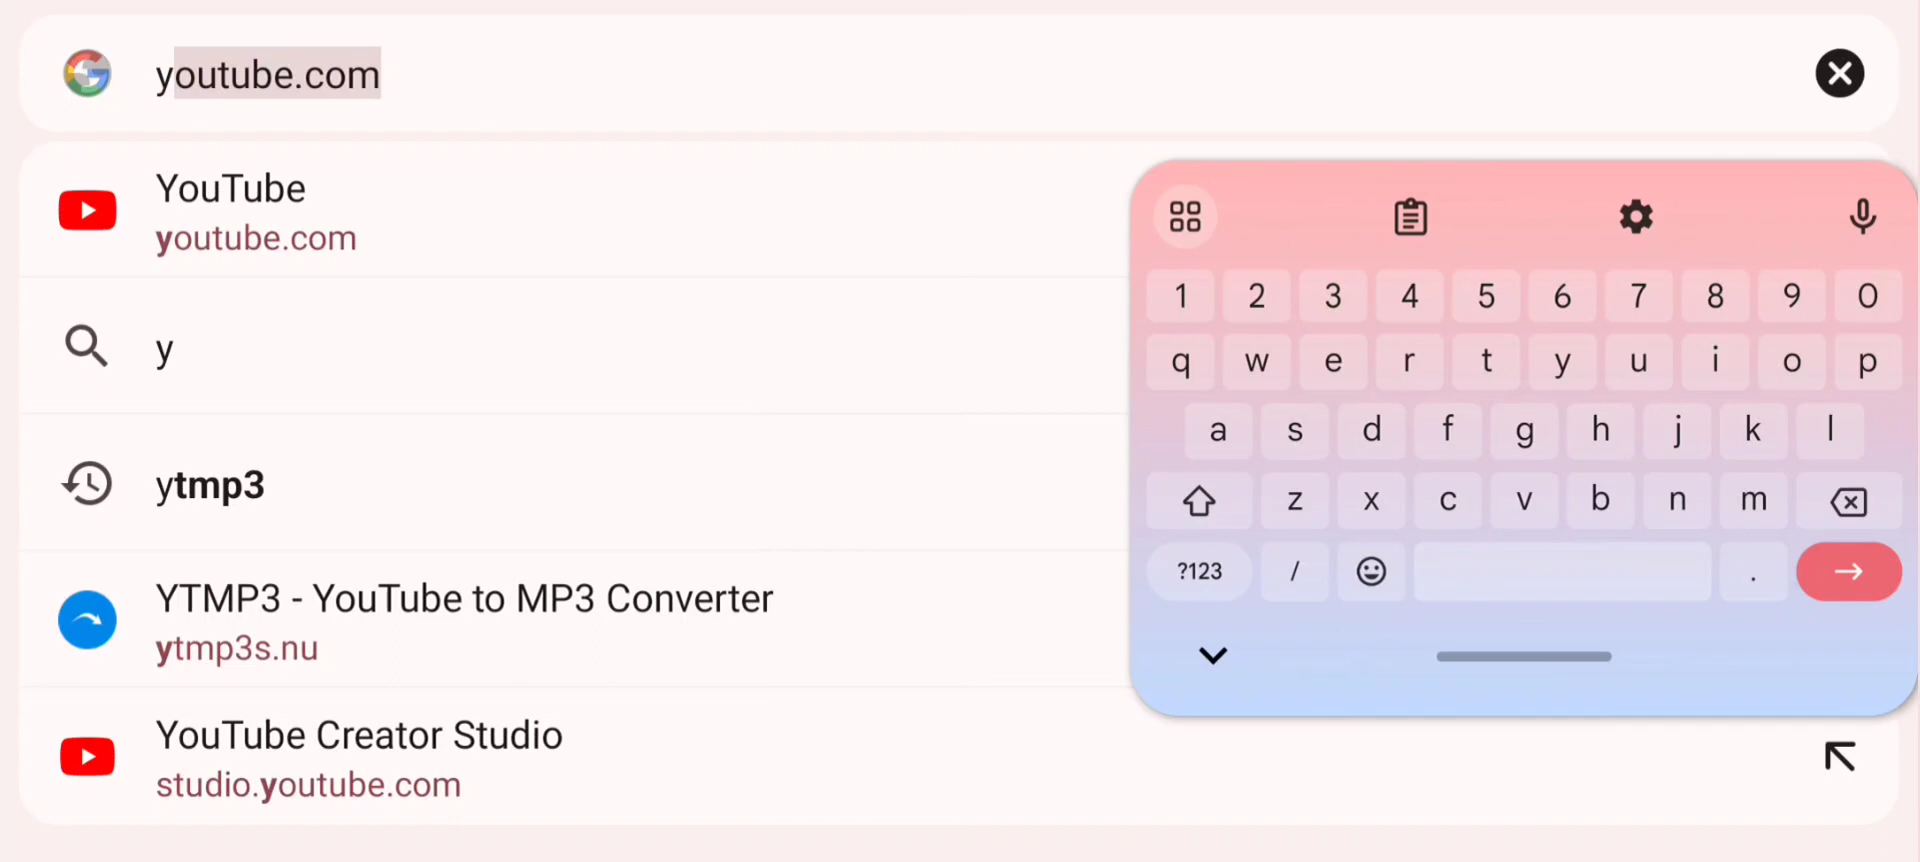 youtube.com
YouTube
youtube.com
y
ytmp3
YTMP3 - YouTube to MP3 Converter
ytmp3s.nu
YouTube Creator Studio
studio.youtube.com
1 2 3 4 5 6 7 8 9 0
q w e r t y u i o p
a s d f g h j k l
z x c v b n m
?123 / .